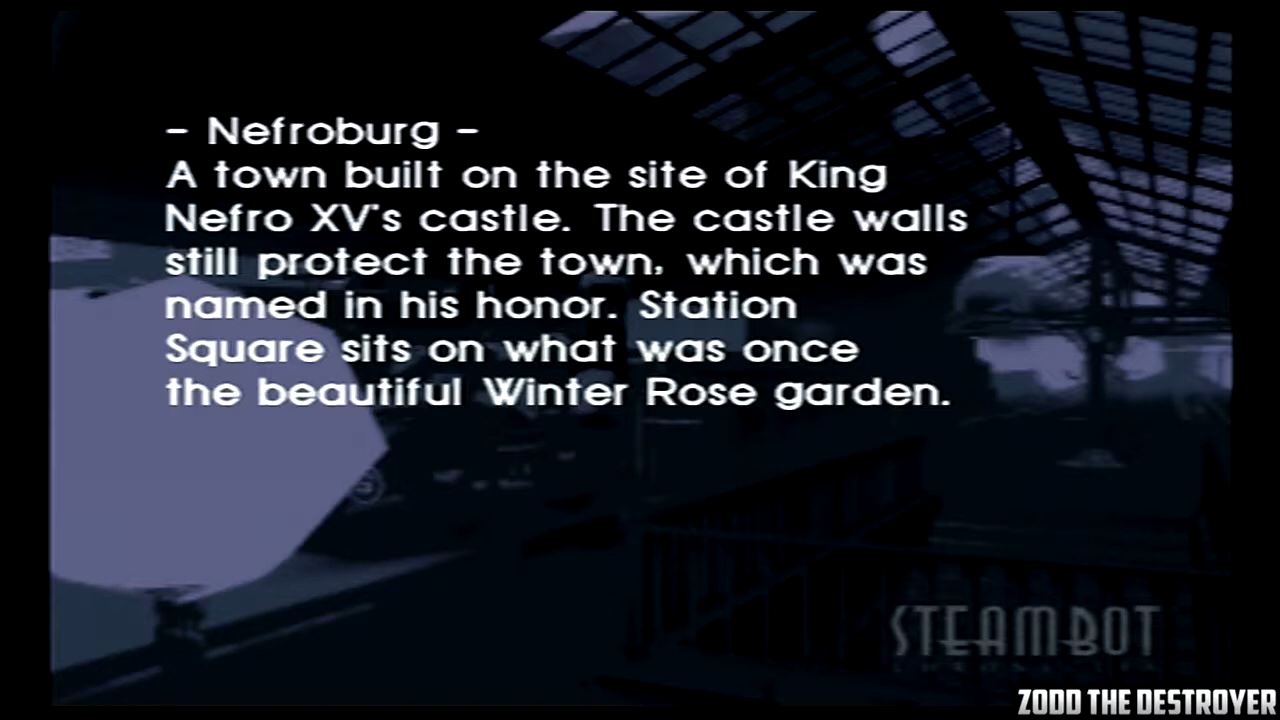 - Nefroburg -
A town built on the site of King
Nefro XV's castle. The castle walls
still protect the town, which was
named in his honor. Station
Square sits on what was once
the beautiful Winter Rose garden.
STEAMBOT
CHRONICLES
ZODD THE DESTROYER